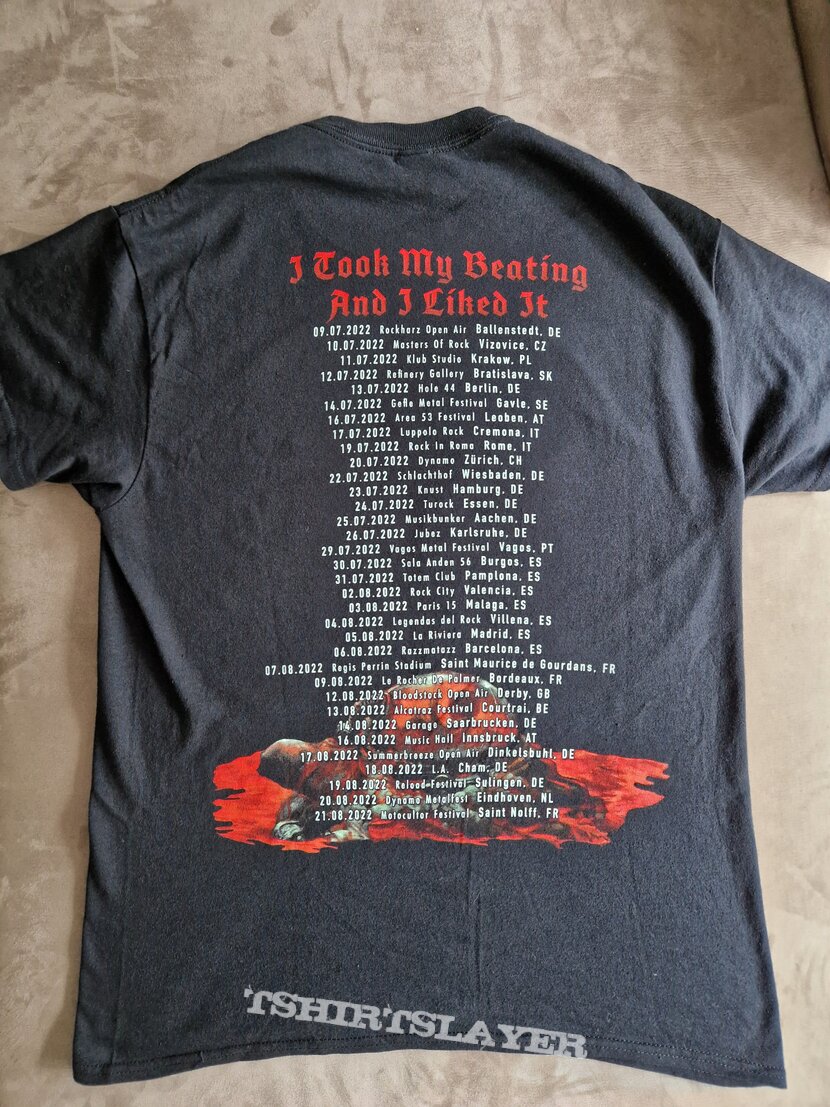 I Took My Beating
And I Liked It
09.07.2022 Rockharz Open Air Ballenstedt, DE
10.07.2022 Masters Of Rock Vizovice, CZ
11.07.2022 Klub Studio Krakow, PL
12.07.2022 Refinery Gallery Bratislava, SK
13.07.2022 Hole 44 Berlin, DE
14.07.2022 Gefle Metal Festival Gavle, SE
16.07.2022 Area 53 Festival Leoben, AT
17.07.2022 Luppolo Rock Cremona, IT
19.07.2022 Rock In Roma Rome, IT
20.07.2022 Dynamo Zürich, CH
22.07.2022 Schlachthof Wiesbaden, DE
23.07.2022 Knust Hamburg, DE
24.07.2022 Turock Essen, DE
25.07.2022 Musikbunker Aachen, DE
26.07.2022 Jubez Karlsruhe, DE
29.07.2022 Vagos Metal Festival Vagos, PT
30.07.2022 Sala Anden 56 Burgos, ES
31.07.2022 Totem Club Pamplona, ES
02.08.2022 Rock City Valencia, ES
03.08.2022 Paris 15 Malaga, ES
04.08.2022 Legendas del Rock Villena, ES
05.08.2022 La Riviera Madrid, ES
06.08.2022 Razzmatazz Barcelona, ES
07.08.2022 Regis Perrin Stadium Saint Maurice de Gourdans, FR
09.08.2022 Le Rocher De Palmer Bordeaux, FR
12.08.2022 Bloodstock Open Air Derby, GB
13.08.2022 Alcatraz Festival Courtrai, BE
14.08.2022 Garage Saarbrucken, DE
16.08.2022 Music Hall Innsbruck, AT
17.08.2022 Summerbreeze Open Air Dinkelsbuhl, DE
18.08.2022 L.A. Cham, DE
19.08.2022 Reload Festival Sulingen, DE
20.08.2022 Dynamo Metalfest Eindhoven, NL
21.08.2022 Motocultor Festival Saint Nolff, FR
TSHIRTSLAYER